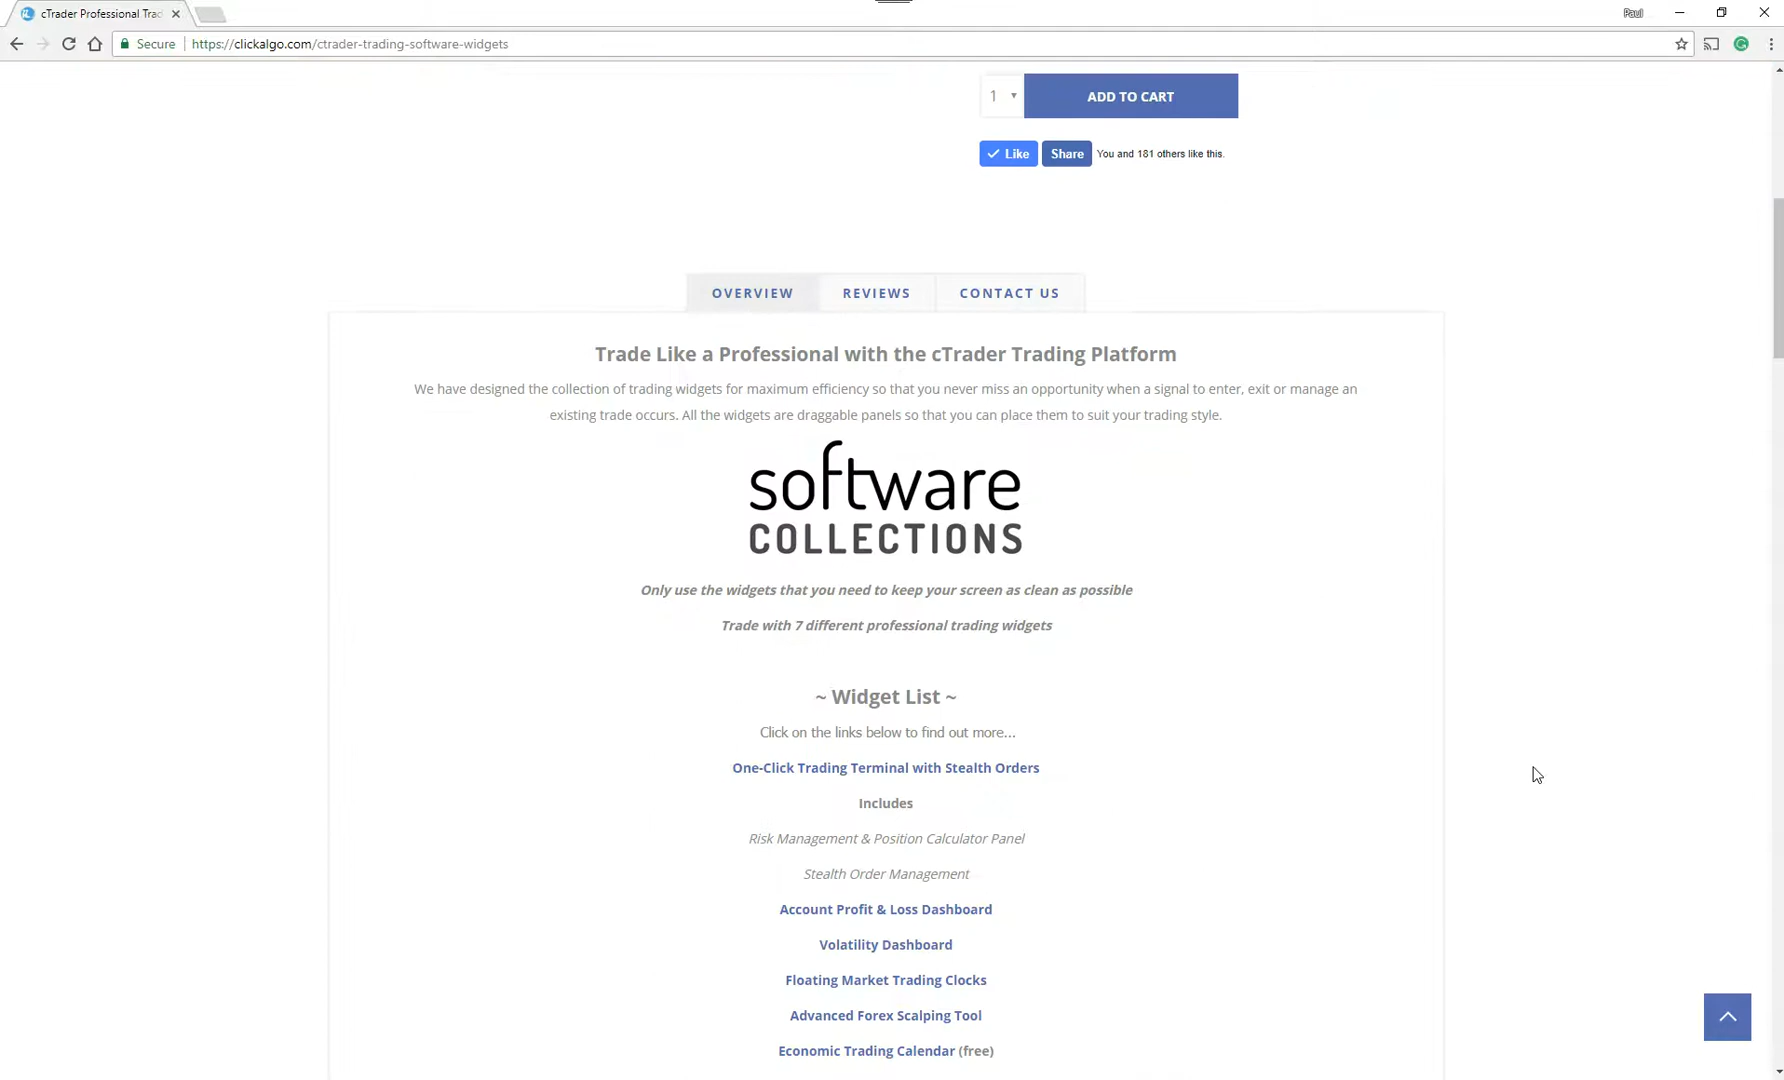 cTrader Professional Trad
Paul
Secure
https://clickalgo.com/ctrader-trading-software-widgets
1
ADD TO CART
Like
Share
You and 181 others like this.
OVERVIEW
REVIEWS
CONTACT US
Trade Like a Professional with the cTrader Trading Platform
We have designed the collection of trading widgets for maximum efficiency so that you never miss an opportunity when a signal to enter, exit or manage an
existing trade occurs. All the widgets are draggable panels so that you can place them to suit your trading style.
software
COLLECTIONS
Only use the widgets that you need to keep your screen as clean as possible
Trade with 7 different professional trading widgets
~ Widget List ~
Click on the links below to find out more...
One-Click Trading Terminal with Stealth Orders
Includes
Risk Management & Position Calculator Panel
Stealth Order Management
Account Profit & Loss Dashboard
Volatility Dashboard
Floating Market Trading Clocks
Advanced Forex Scalping Tool
Economic Trading Calendar (free)